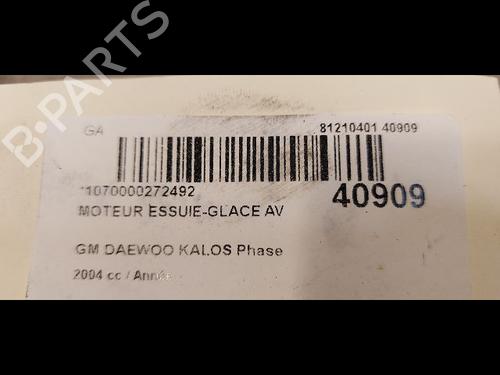 B-PARTS
GA
81210401 40909
*1070000272492
40909
MOTEUR ESSUIE-GLACE AV
GM DAEWOO KALOS Phase
2004 cc / Année